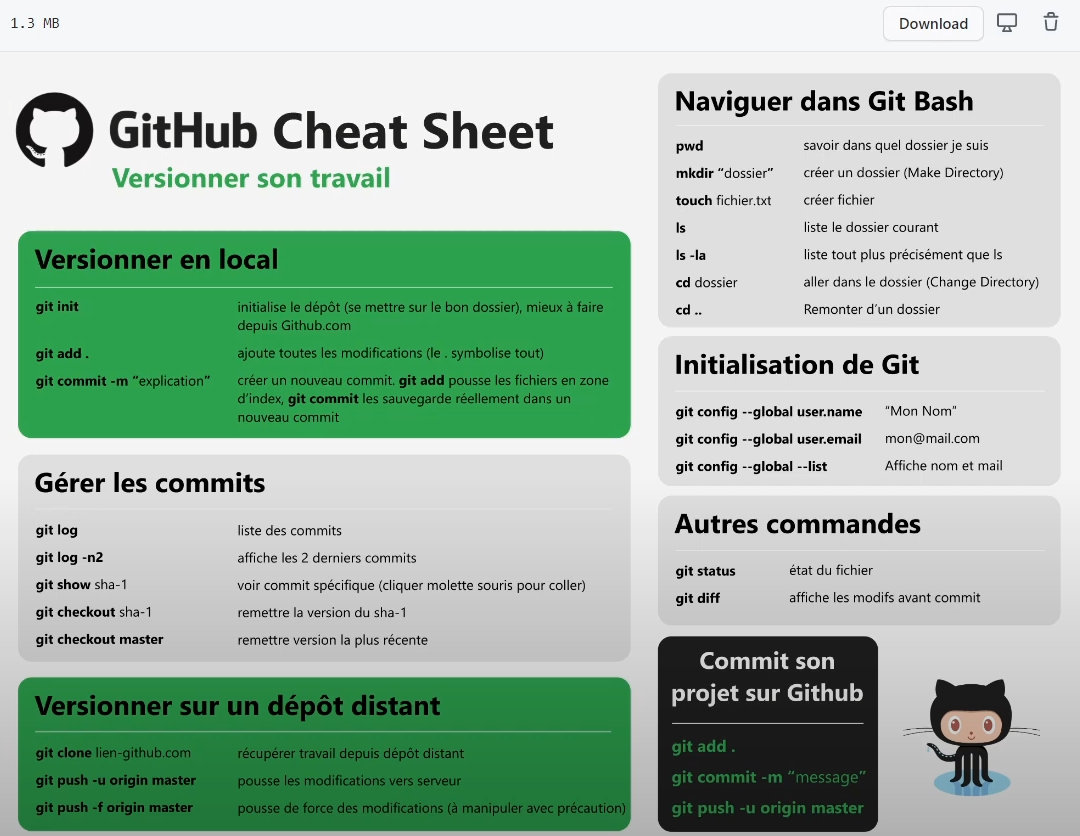 1.3 MB
Download
GitHub Cheat Sheet
Versionner son travail
Versionner en local
git init initialise le dépôt (se mettre sur le bon dossier), mieux à faire
depuis Github.com
git add . ajoute toutes les modifications (le . symbolise tout)
git commit -m “explication” créer un nouveau commit. git add pousse les fichiers en zone
d’index, git commit les sauvegarde réellement dans un
nouveau commit
Gérer les commits
git log liste des commits
git log -n2 affiche les 2 derniers commits
git show sha-1 voir commit spécifique (cliquer molette souris pour coller)
git checkout sha-1 remettre la version du sha-1
git checkout master remettre version la plus récente
Versionner sur un dépôt distant
git clone lien-github.com récupérer travail depuis dépôt distant
git push -u origin master pousse les modifications vers serveur
git push -f origin master pousse de force des modifications (à manipuler avec précaution)
Naviguer dans Git Bash
pwd savoir dans quel dossier je suis
mkdir “dossier” créer un dossier (Make Directory)
touch fichier.txt créer fichier
ls liste le dossier courant
ls -la liste tout plus précisément que ls
cd dossier aller dans le dossier (Change Directory)
cd .. Remonter d’un dossier
Initialisation de Git
git config --global user.name “Mon Nom”
git config --global user.email mon@mail.com
git config --global --list Affiche nom et mail
Autres commandes
git status état du fichier
git diff affiche les modifs avant commit
Commit son
projet sur Github
git add .
git commit -m “message”
git push -u origin master